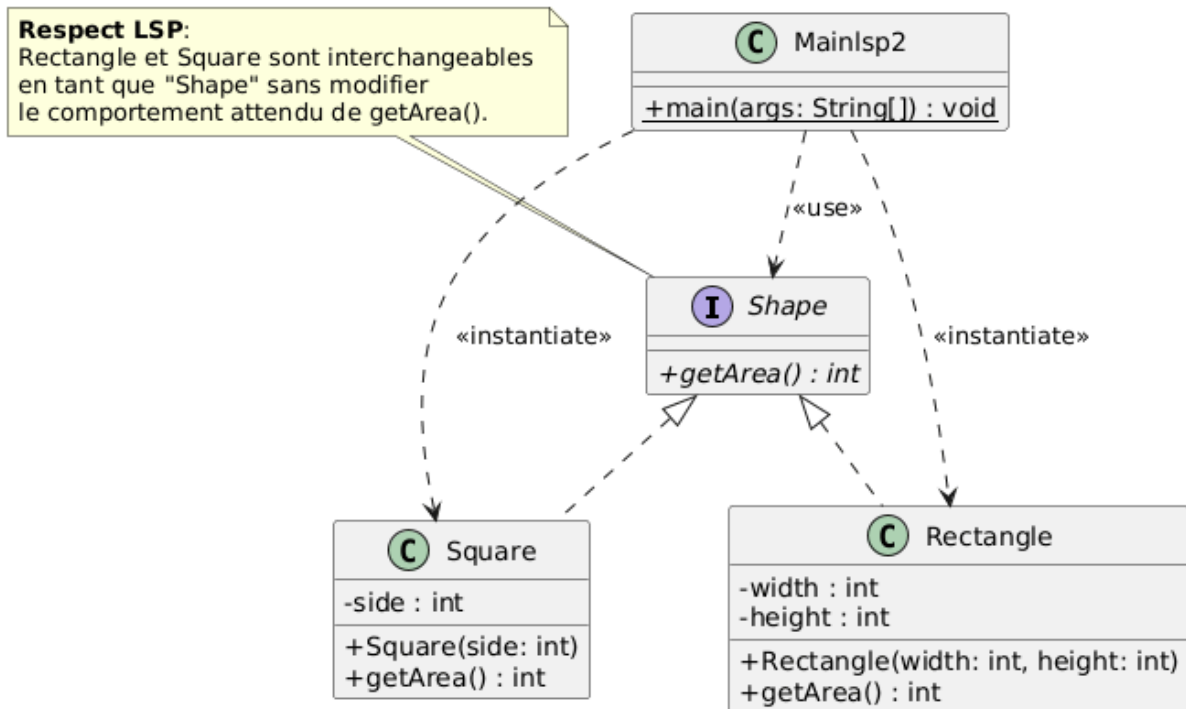 Respect LSP:
Rectangle et Square sont interchangeables
en tant que "Shape" sans modifier
le comportement attendu de getArea().
C Mainlsp2
+main(args: String[]) : void
«use»
«instantiate»
«instantiate»
I Shape
+getArea() : int
C Square
-side : int
+Square(side: int)
+getArea() : int
C Rectangle
-width : int
-height : int
+Rectangle(width: int, height: int)
+getArea() : int